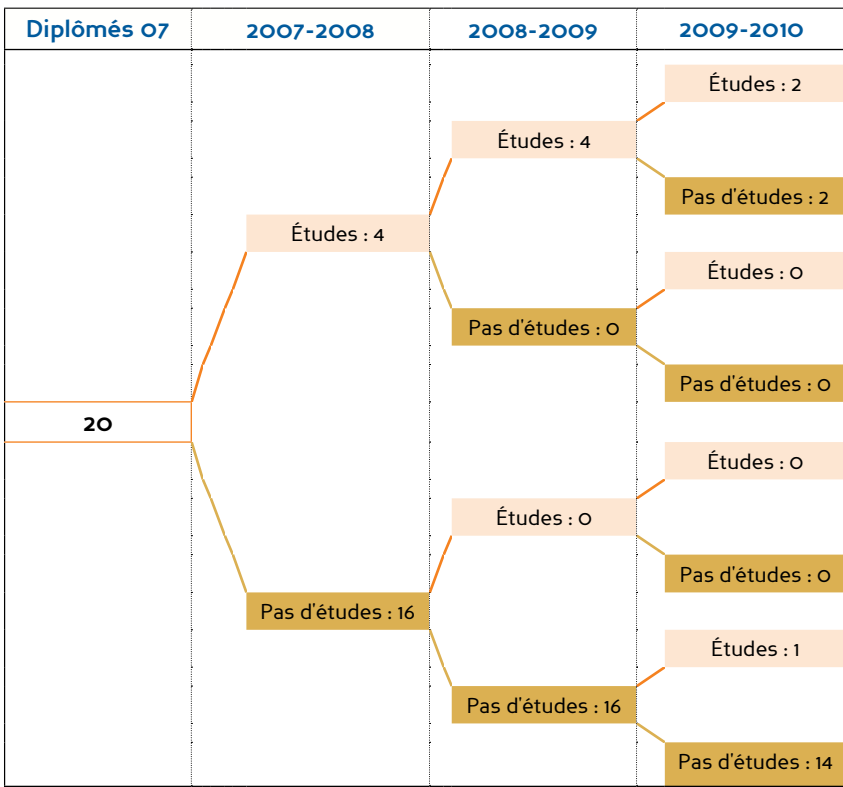 Diplômés 07 2007-2008 2008-2009 2009-2010
Études : 2
Études : 4
Pas d'études : 2
Études : 4
Études : 0
Pas d'études : 0
Pas d'études : 0
20
Études : 0
Études : 0
Pas d'études : 0
Pas d'études : 16
Études : 1
Pas d'études : 16
Pas d'études : 14